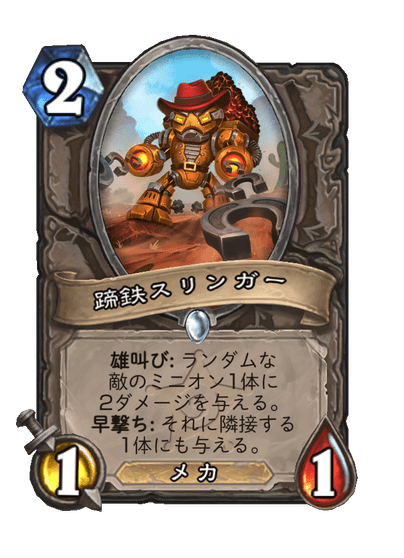 2
蹄鉄スリンガー
雄叫び: ランダムな
敵のミニオン1体に
2ダメージを与える。
早撃ち: それに隣接する
1体にも与える。
メカ
1
1